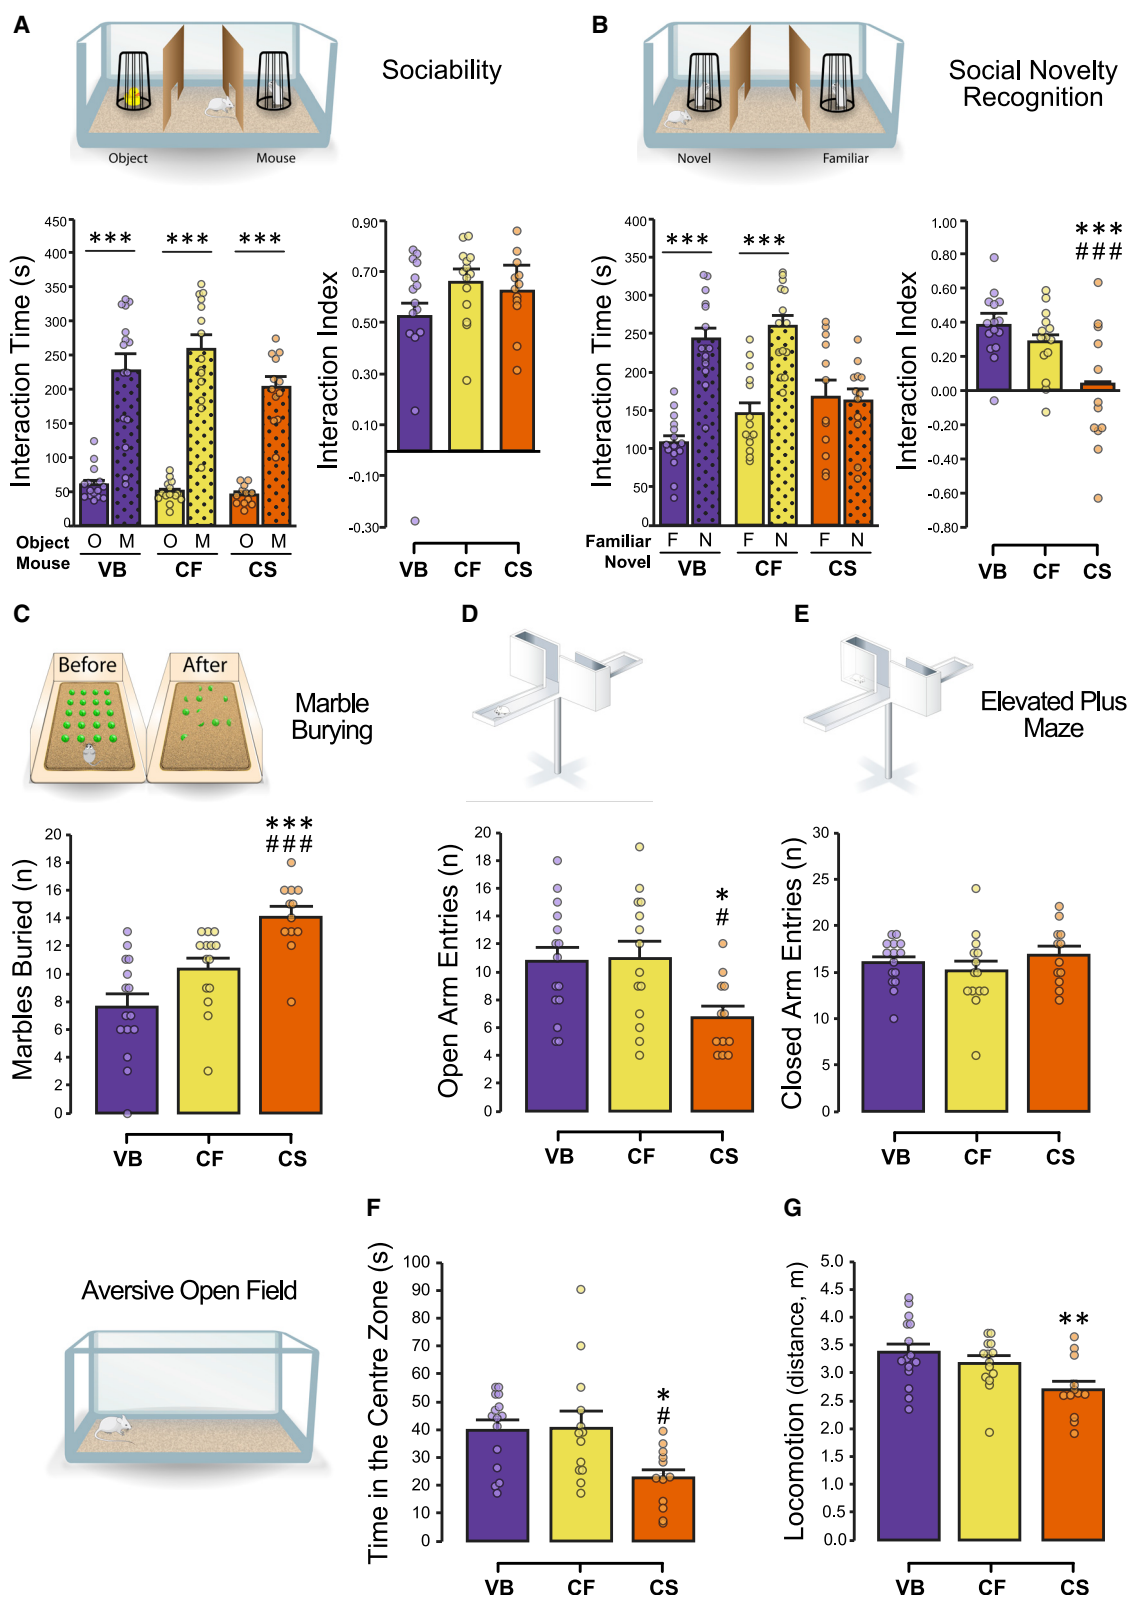 A
Sociability
Object
Mouse
B
Social Novelty
Recognition
Novel
Familiar
Interaction Time (s)
450
400
350
300
250
200
150
100
50
0
***
***
***
Object
Mouse
O M O M O M
VB CF CS
Interaction Index
0.90
0.70
0.50
0.30
0.10
-0.10
-0.30
VB CF CS
Interaction Time (s)
400
350
300
250
200
150
100
50
0
***
***
Familiar
Novel
F N F N F N
VB CF CS
Interaction Index
1.00
0.80
0.60
0.40
0.20
0.00
-0.20
-0.40
-0.60
-0.80
***
###
VB CF CS
C
Before
After
Marble
Burying
Marbles Buried (n)
20
18
16
14
12
10
8
6
4
2
0
***
###
VB CF CS
D
Open Arm Entries (n)
20
18
16
14
12
10
8
6
4
2
0
*
#
VB CF CS
E
Elevated Plus
Maze
Closed Arm Entries (n)
30
25
20
15
10
5
0
VB CF CS
Aversive Open Field
F
Time in the Centre Zone (s)
100
90
80
70
60
50
40
30
20
10
0
*
#
VB CF CS
G
Locomotion (distance, m)
5.0
4.5
4.0
3.5
3.0
2.5
2.0
1.5
1.0
0.5
0.0
**
VB CF CS